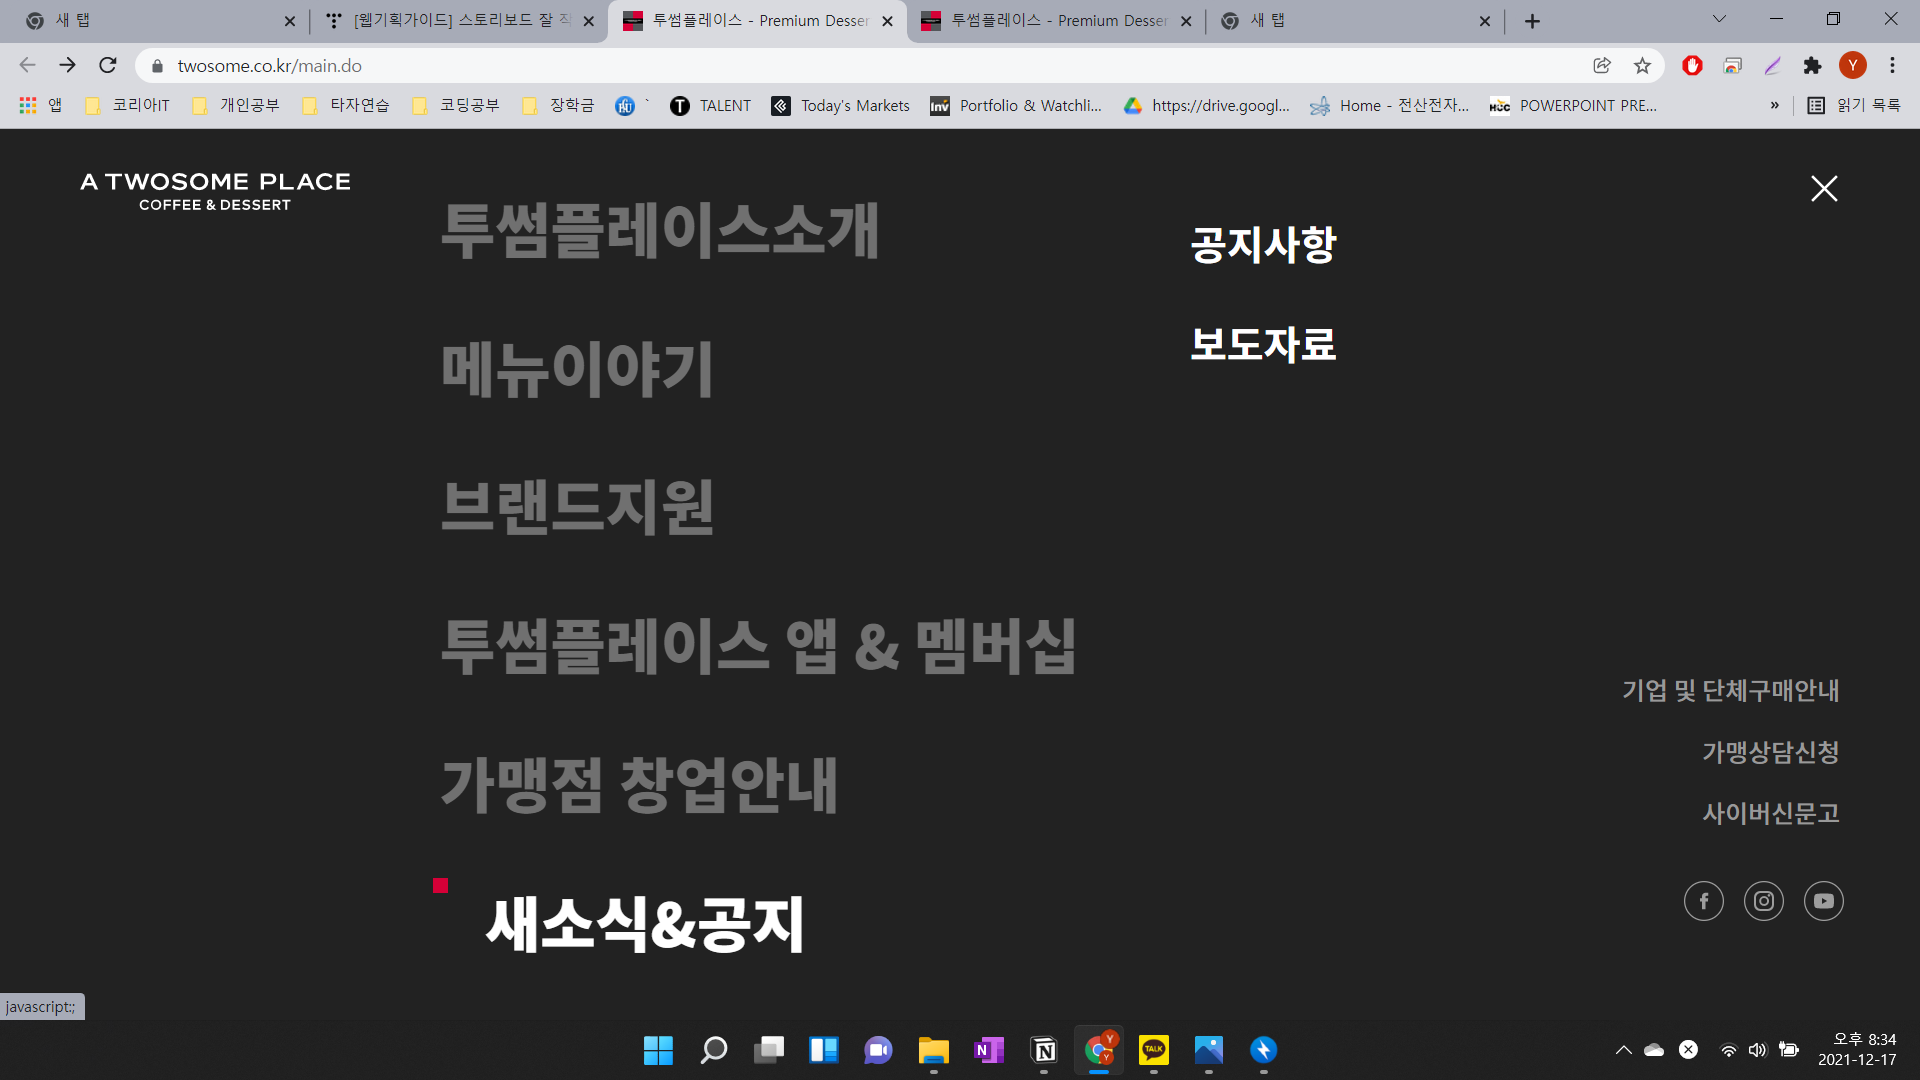 새 탭
[웹기획가이드] 스토리보드 잘 작
투썸플레이스 - Premium Desser
투썸플레이스 - Premium Desser
새 탭
twosome.co.kr/main.do
Y
앱
코리아IT
개인공부
타자연습
코딩공부
장학금
`
TALENT
Today's Markets
Inv
Portfolio & Watchli...
https://drive.googl...
Home - 전산전자...
POWERPOINT PRE...
»
읽기 목록
A TWOSOME PLACE
COFFEE & DESSERT
투썸플레이스소개
메뉴이야기
브랜드지원
투썸플레이스 앱 & 멤버십
가맹점 창업안내
새소식&공지
공지사항
보도자료
기업 및 단체구매안내
가맹상담신청
사이버신문고
javascript:;
TALK
오후 8:34
2021-12-17